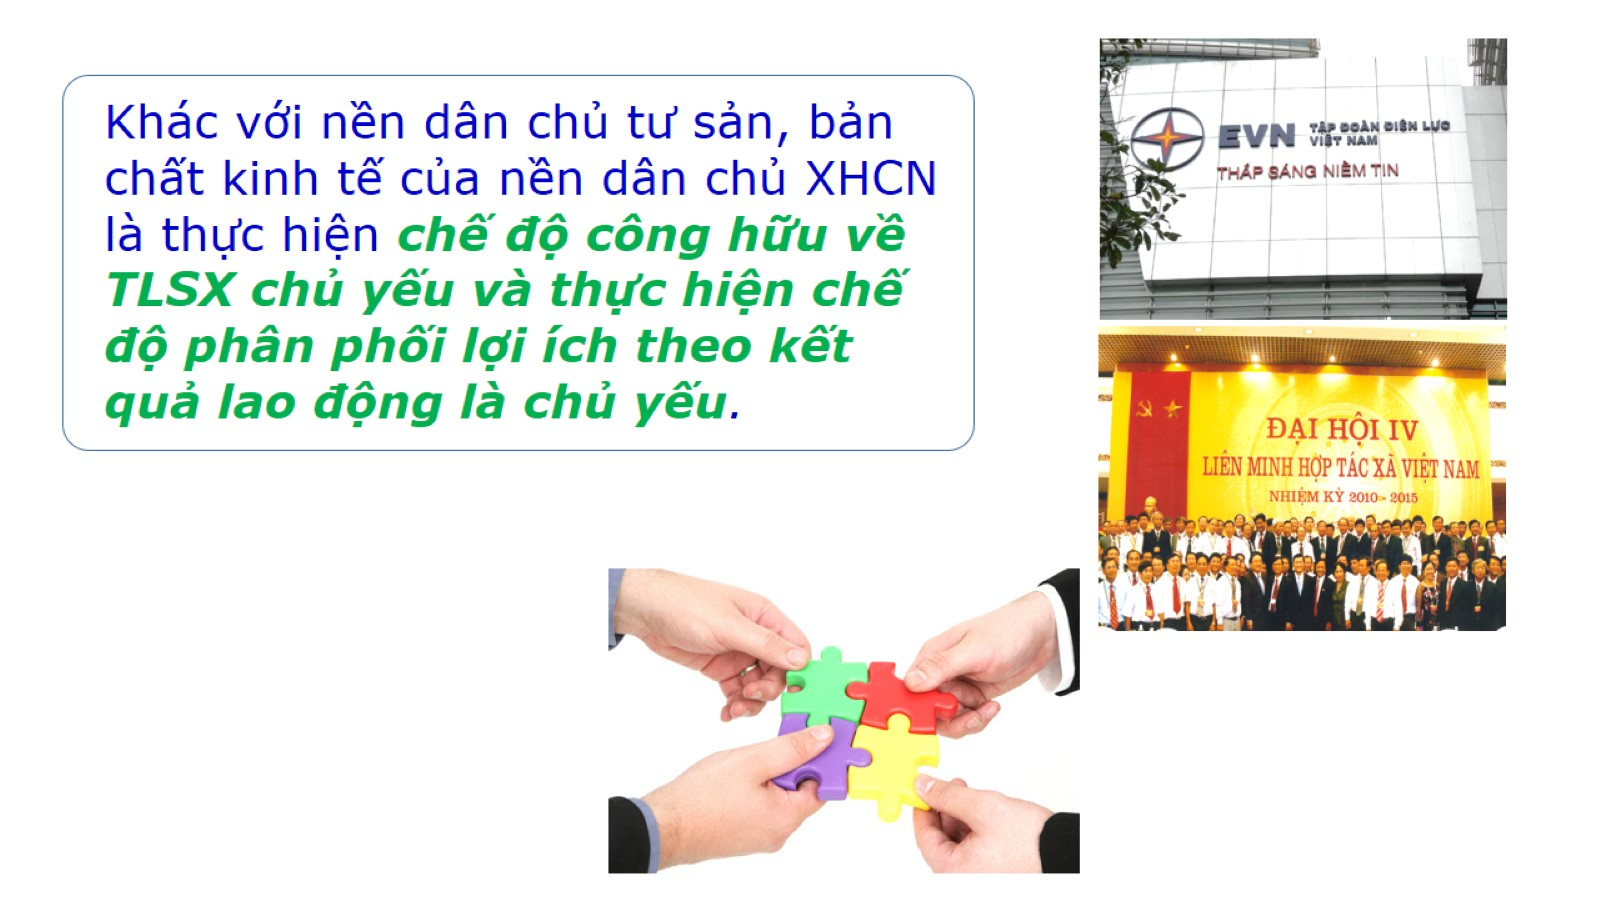 Khác với nền dân chủ tư sản, bản
chất kinh tế của nền dân chủ XHCN
là thực hiện chế độ công hữu về
TLSX chủ yếu và thực hiện chế
độ phân phối lợi ích theo kết
quả lao động là chủ yếu.
EVN TẬP ĐOÀN ĐIỆN LỰC
VIỆT NAM
THẮP SÁNG NIỀM TIN
ĐẠI HỘI IV
LIÊN MINH HỢP TÁC XÃ VIỆT NAM
NHIỆM KỲ 2010 - 2015